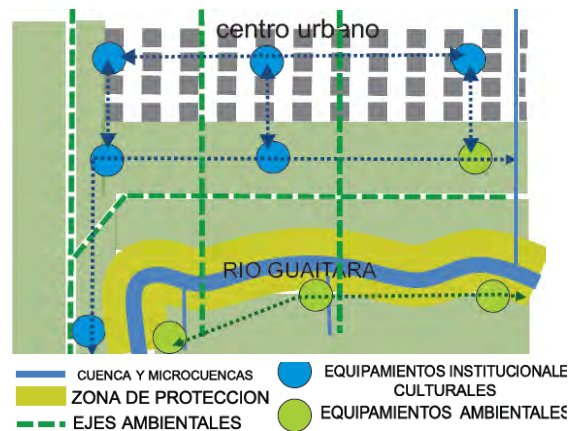 centro urbano
RIO GUAITARA
CUENCA Y MICROCUENCAS
ZONA DE PROTECCION
EJES AMBIENTALES
EQUIPAMIENTOS INSTITUCIONALE
CULTURALES
EQUIPAMIENTOS AMBIENTALES